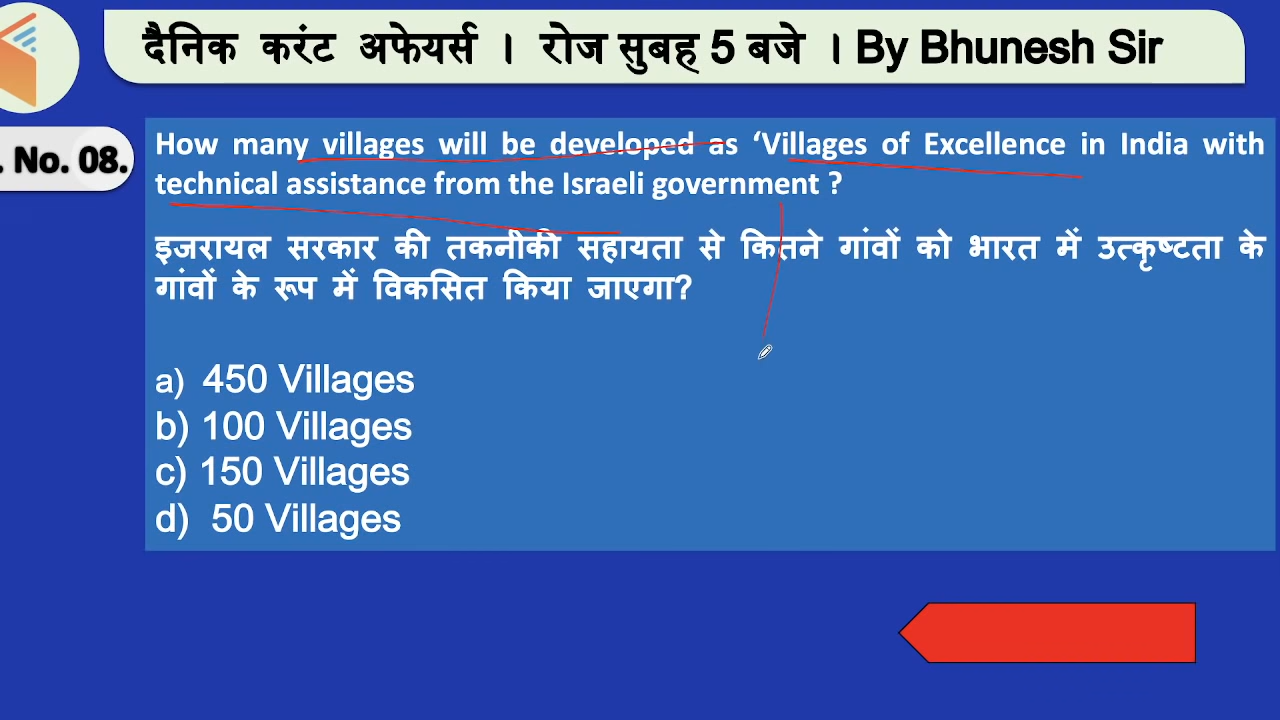 दैनिक करंट अफेयर्स । रोज सुबह 5 बजे । By Bhunesh Sir
. No. 08.
How many villages will be developed as ‘Villages of Excellence in India with
technical assistance from the Israeli government ?
इजरायल सरकार की तकनीकी सहायता से कितने गांवों को भारत में उत्कृष्टता के
गांवों के रूप में विकसित किया जाएगा?
a) 450 Villages
b) 100 Villages
c) 150 Villages
d) 50 Villages